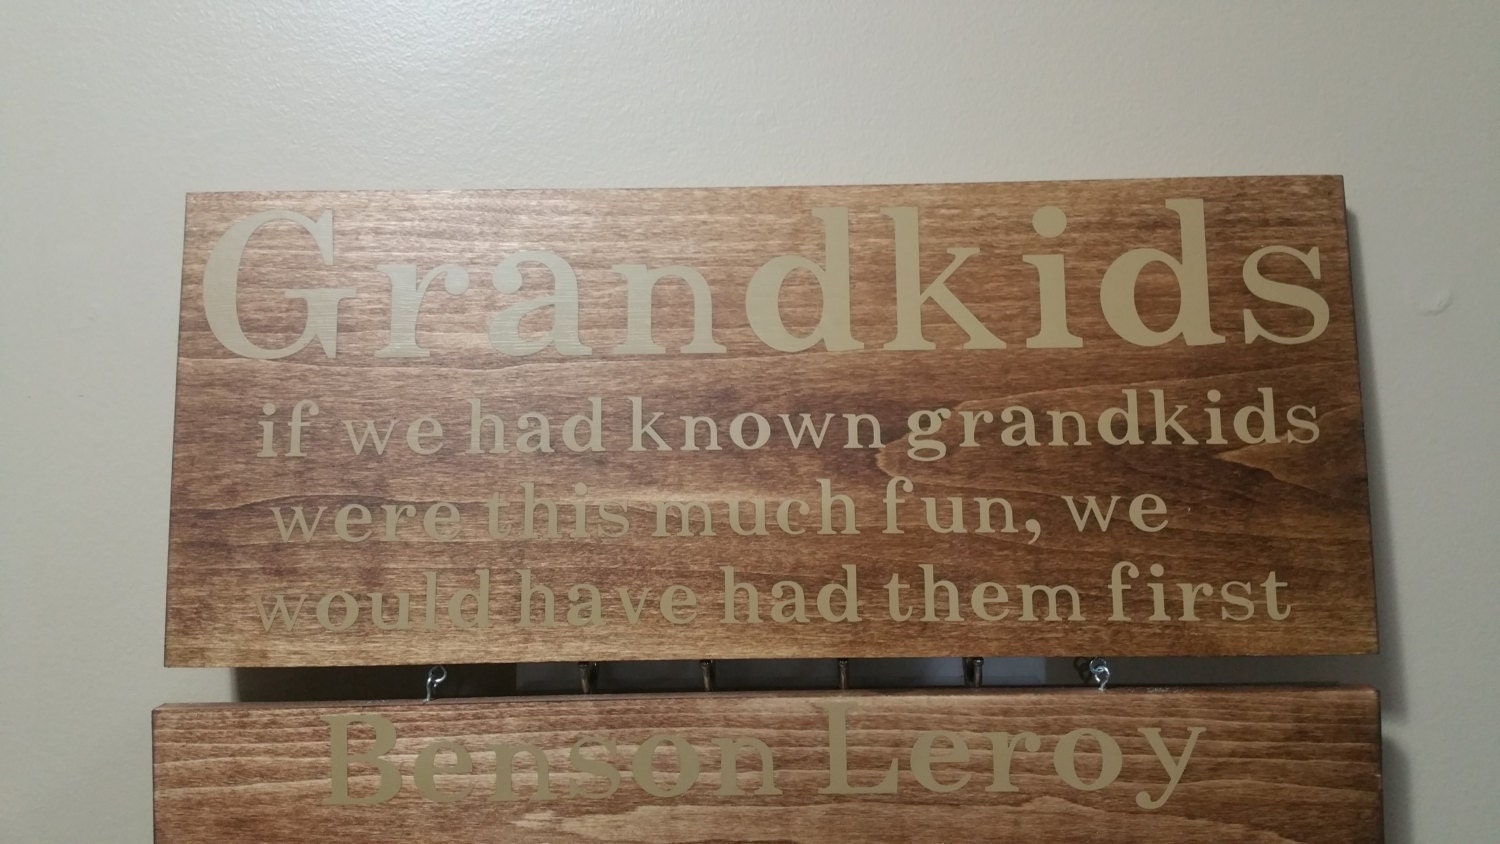 Grandkids
if we had known grandkids
were this much fun, we
would have had them first
Benson Leroy